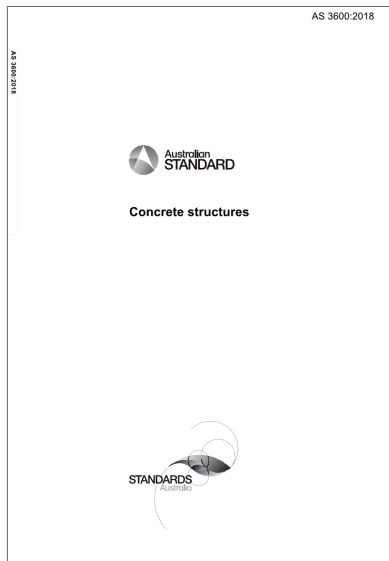 AS 3600:2018
AS 3600:2018
Australian
STANDARD
Concrete structures
STANDARDS
Australia